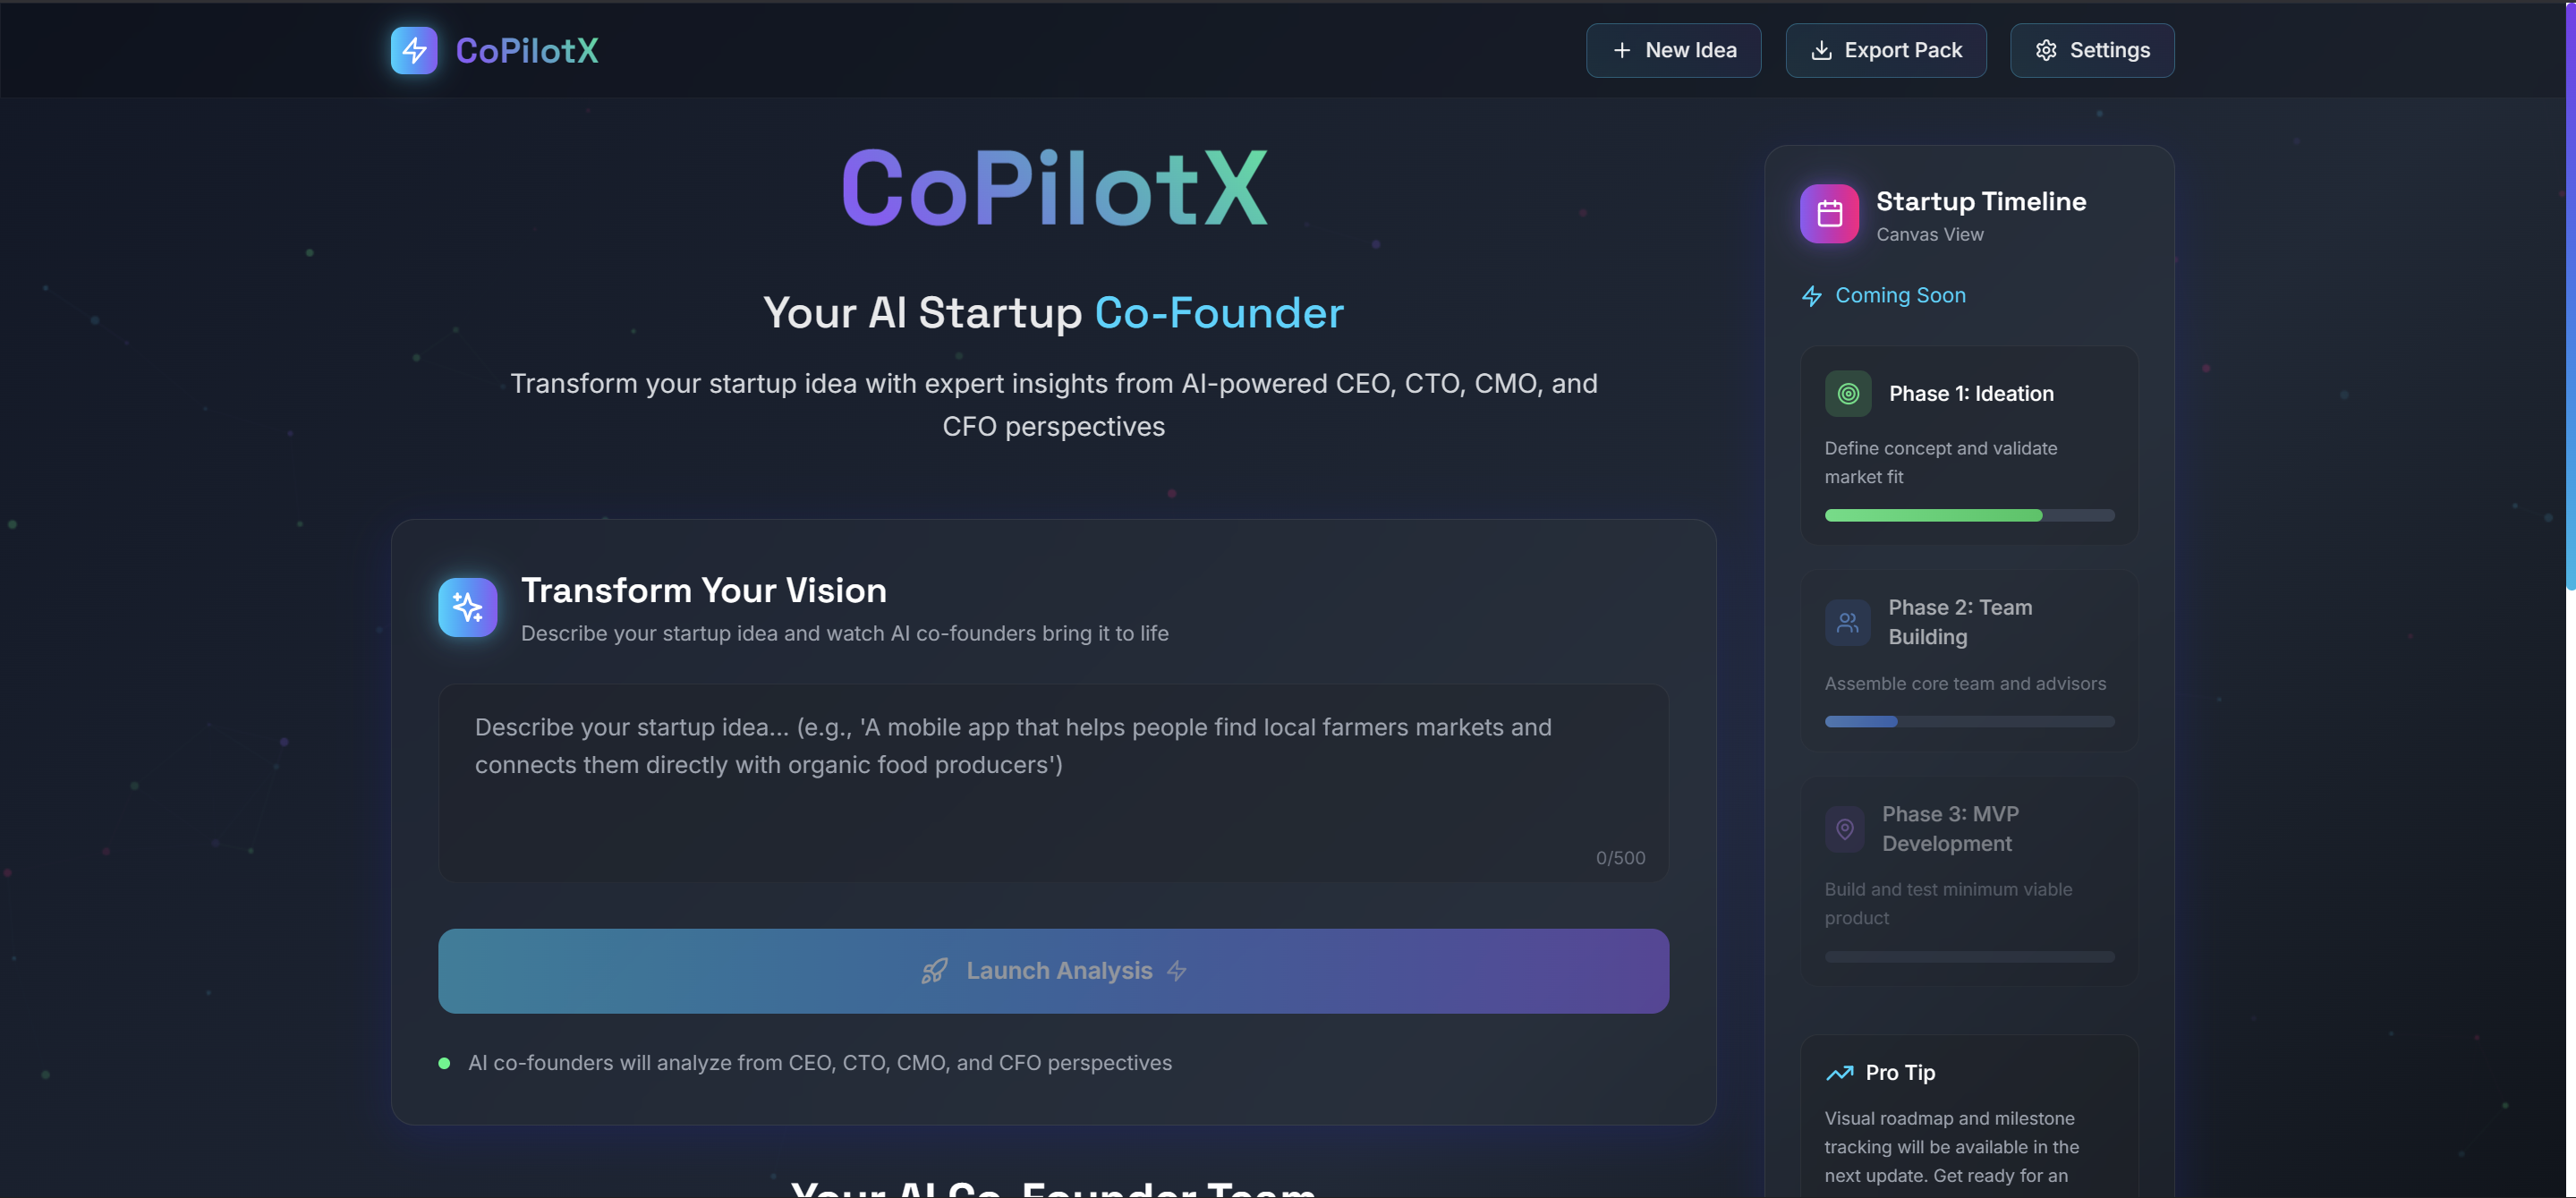 CoPilotX
New Idea
Export Pack
Settings
CoPilotX
Your AI Startup Co-Founder
Transform your startup idea with expert insights from AI-powered CEO, CTO, CMO, and
CFO perspectives
Transform Your Vision
Describe your startup idea and watch AI co-founders bring it to life
Describe your startup idea... (e.g., 'A mobile app that helps people find local farmers markets and
connects them directly with organic food producers')
0/500
Launch Analysis
AI co-founders will analyze from CEO, CTO, CMO, and CFO perspectives
Your AI Co-Founder Team
Startup Timeline
Canvas View
Coming Soon
Phase 1: Ideation
Define concept and validate
market fit
Phase 2: Team
Building
Assemble core team and advisors
Phase 3: MVP
Development
Build and test minimum viable
product
Pro Tip
Visual roadmap and milestone
tracking will be available in the
next update. Get ready for an